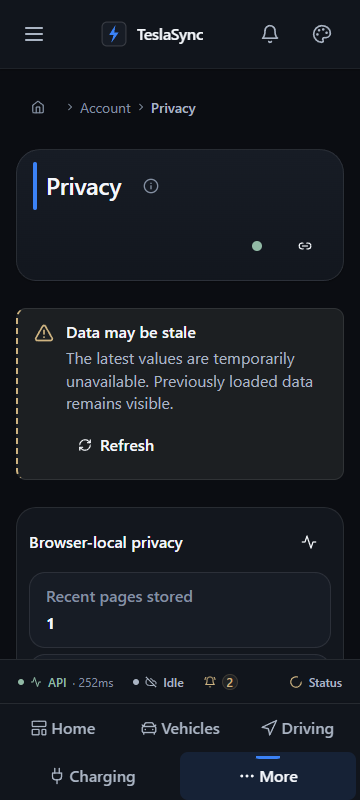 TeslaSync
Account
Privacy
Privacy
Data may be stale
The latest values are temporarily
unavailable. Previously loaded data
remains visible.
Refresh
Browser-local privacy
Recent pages stored
1
API · 252ms
Idle
2
Status
Home
Vehicles
Driving
Charging
More